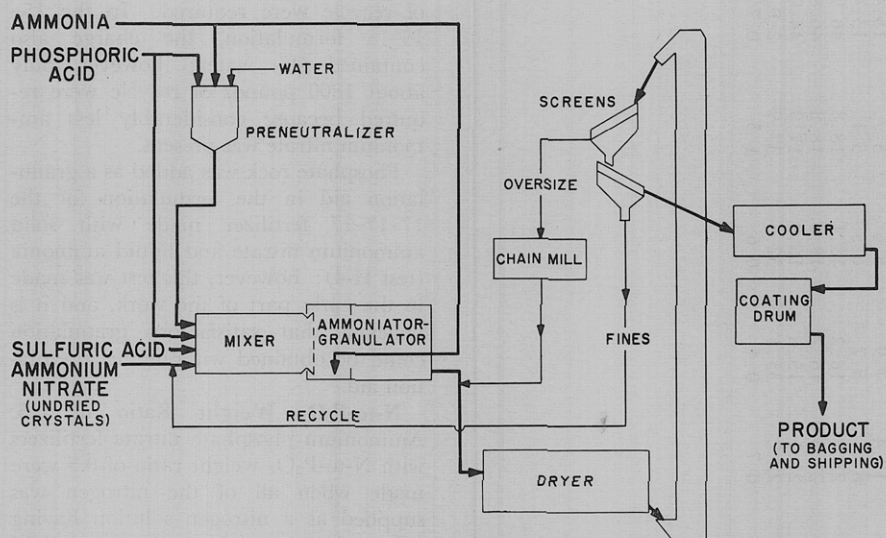 AMMONIA
PHOSPHORIC
ACID
WATER
PRENEUTRALIZER
SCREENS
OVERSIZE
CHAIN MILL
COOLER
COATING
DRUM
MIXER
AMMONIATOR-
GRANULATOR
FINES
SULFURIC ACID
AMMONIUM
NITRATE
(UNDRIED
CRYSTALS)
RECYCLE
DRYER
PRODUCT
(TO BAGGING
AND SHIPPING)